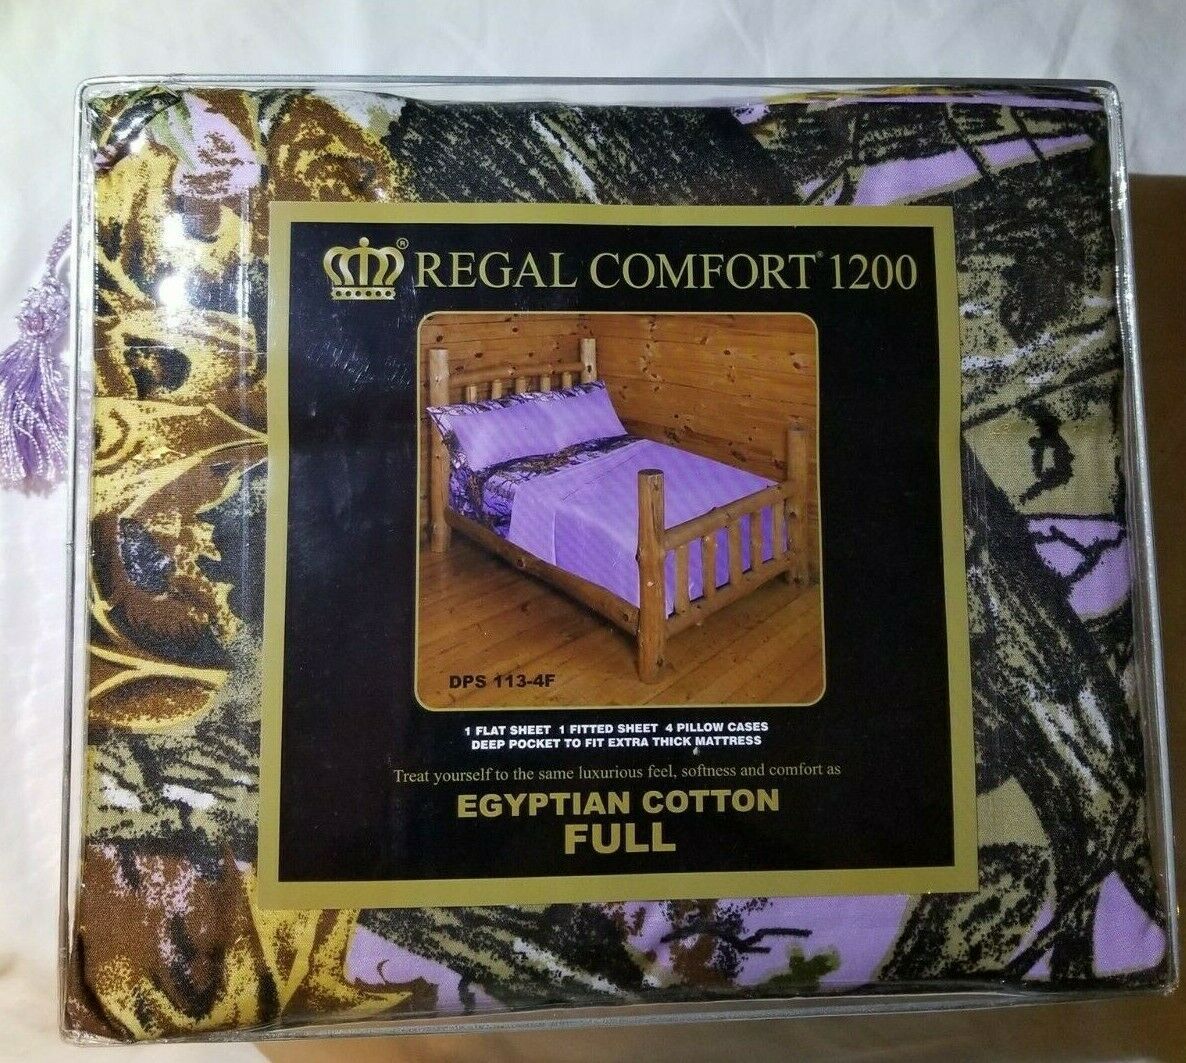 ® REGAL COMFORT® 1200
DPS 113-4F
1 FLAT SHEET 1 FITTED SHEET 4 PILLOW CASES
DEEP POCKET TO FIT EXTRA THICK MATTRESS
Treat yourself to the same luxurious feel, softness and comfort as
EGYPTIAN COTTON
FULL